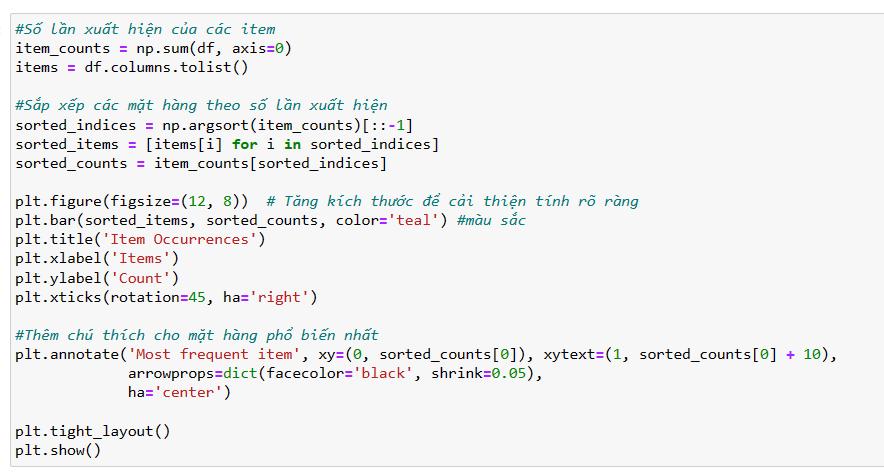 #Số lần xuất hiện của các item
item_counts = np.sum(df, axis=0)
items = df.columns.tolist()

#Sắp xếp các mặt hàng theo số lần xuất hiện
sorted_indices = np.argsort(item_counts)[::-1]
sorted_items = [items[i] for i in sorted_indices]
sorted_counts = item_counts[sorted_indices]

plt.figure(figsize=(12, 8))  # Tăng kích thước để cải thiện tính rõ ràng
plt.bar(sorted_items, sorted_counts, color='teal') #màu sắc
plt.title('Item Occurrences')
plt.xlabel('Items')
plt.ylabel('Count')
plt.xticks(rotation=45, ha='right')

#Thêm chú thích cho mặt hàng phổ biến nhất
plt.annotate('Most frequent item', xy=(0, sorted_counts[0]), xytext=(1, sorted_counts[0] + 10),
             arrowprops=dict(facecolor='black', shrink=0.05),
             ha='center')

plt.tight_layout()
plt.show()